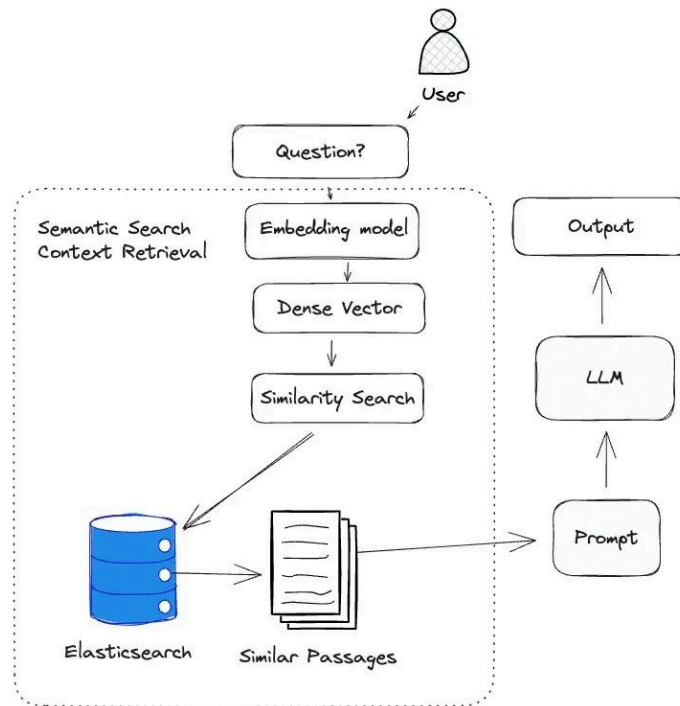 User
Question?
Semantic Search
Context Retrieval
Embedding model
Dense Vector
Similarity Search
Elasticsearch
Similar Passages
Prompt
LLM
Output